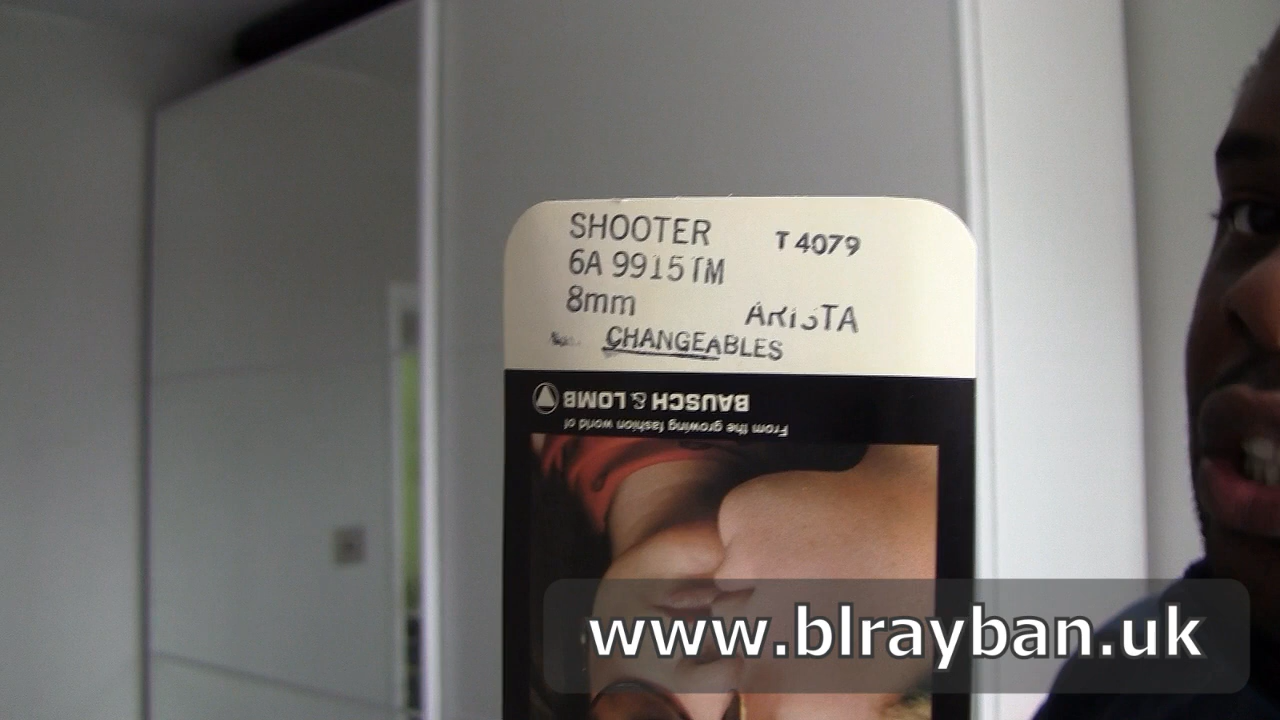 SHOOTER T 4079
6A 9915TM
8mm ARISTA
CHANGEABLES
BAUSCH & LOMB
From the growing fashion world of
www.blrayban.uk